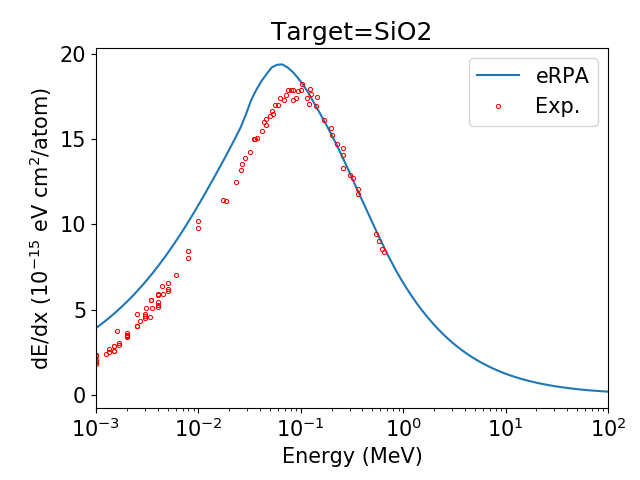 Target=SiO2
dE/dx (10⁻¹⁵ eV cm²/atom)
20
15
10
5
0
eRPA
Exp.
10⁻³ 10⁻² 10⁻¹ 10⁰ 10¹ 10²
Energy (MeV)